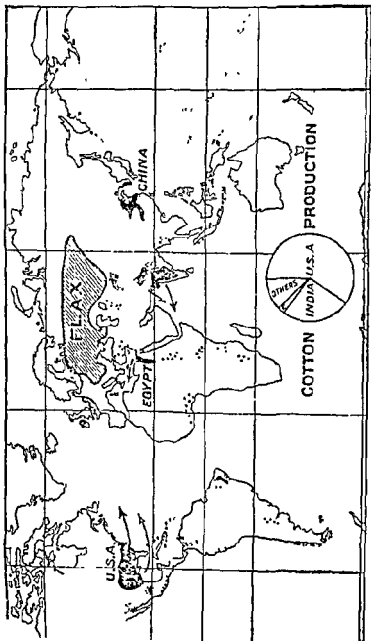 U.S.A.
FLAX
EGYPT
CHINA
COTTON PRODUCTION
OTHERS
INDIA
U.S.A